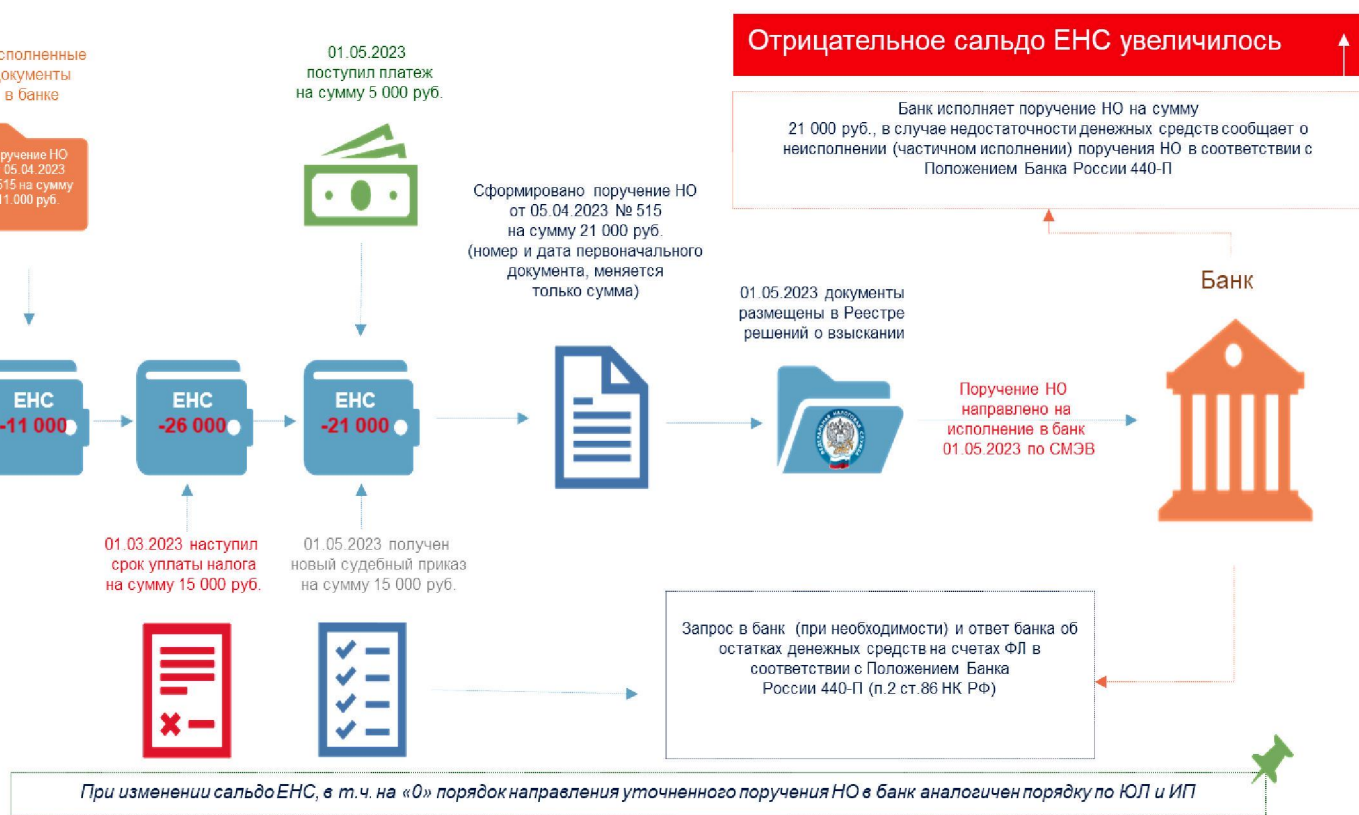 Отрицательное сальдо ЕНС увеличилось
сполненные
документы
в банке
ручение НО
05.04.2023
515 на сумму
11.000 руб.
01.05.2023
поступил платеж
на сумму 5 000 руб.
Банк исполняет поручение НО на сумму
21 000 руб., в случае недостаточности денежных средств сообщает о
неисполнении (частичном исполнении) поручения НО в соответствии с
Положением Банка России 440-П
Сформировано поручение НО
от 05.04.2023 № 515
на сумму 21 000 руб.
(номер и дата первоначального
документа, меняется
только сумма)
01.05.2023 документы
размещены в Реестре
решений о взыскании
Банк
ЕНС
-11 000
ЕНС
-26 000
ЕНС
-21 000
Поручение НО
направлено на
исполнение в банк
01.05.2023 по СМЭВ
01.03.2023 наступил
срок уплаты налога
на сумму 15 000 руб.
01.05.2023 получен
новый судебный приказ
на сумму 15 000 руб.
Запрос в банк (при необходимости) и ответ банка об
остатках денежных средств на счетах ФЛ в
соответствии с Положением Банка
России 440-П (п.2 ст.86 НК РФ)
При изменении сальдо ЕНС, в т.ч. на «0» порядок направления уточненного поручения НО в банк аналогичен порядку по ЮЛ и ИП